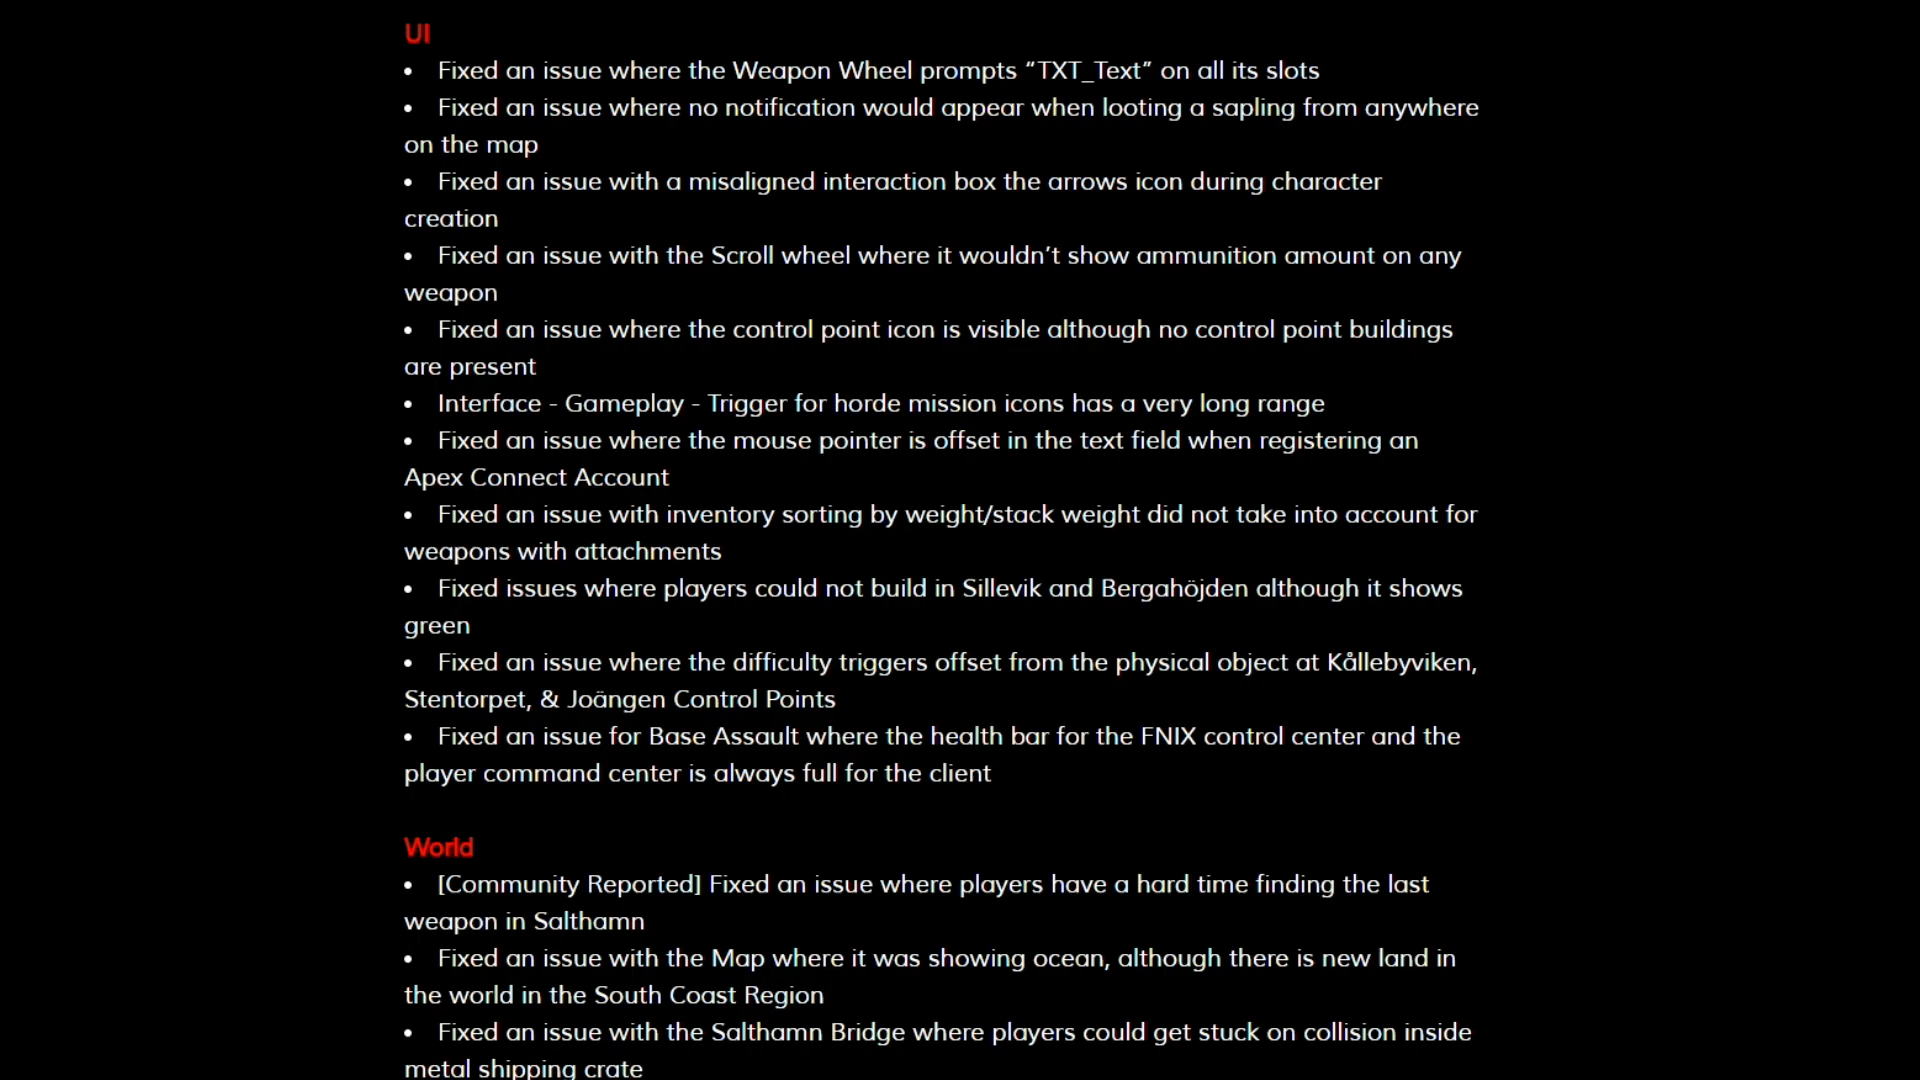 UI
• Fixed an issue where the Weapon Wheel prompts “TXT_Text” on all its slots
• Fixed an issue where no notification would appear when looting a sapling from anywhere
on the map
• Fixed an issue with a misaligned interaction box the arrows icon during character
creation
• Fixed an issue with the Scroll wheel where it wouldn’t show ammunition amount on any
weapon
• Fixed an issue where the control point icon is visible although no control point buildings
are present
• Interface - Gameplay - Trigger for horde mission icons has a very long range
• Fixed an issue where the mouse pointer is offset in the text field when registering an
Apex Connect Account
• Fixed an issue with inventory sorting by weight/stack weight did not take into account for
weapons with attachments
• Fixed issues where players could not build in Sillevik and Bergahöjden although it shows
green
• Fixed an issue where the difficulty triggers offset from the physical object at Kållebyviken,
Stentorpet, & Joängen Control Points
• Fixed an issue for Base Assault where the health bar for the FNIX control center and the
player command center is always full for the client
World
• [Community Reported] Fixed an issue where players have a hard time finding the last
weapon in Salthamn
• Fixed an issue with the Map where it was showing ocean, although there is new land in
the world in the South Coast Region
• Fixed an issue with the Salthamn Bridge where players could get stuck on collision inside
metal shipping crate